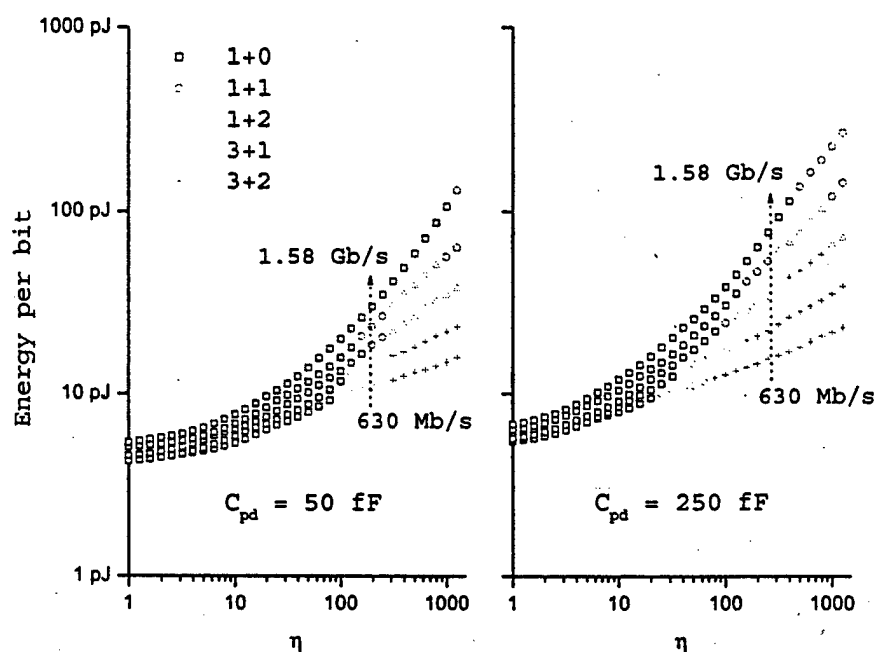 1000 pJ
100 pJ
10 pJ
1 pJ
Energy per bit
1+0
1+1
1+2
3+1
3+2
1.58 Gb/s
630 Mb/s
C_pd = 50 fF
1
10
100
1000
η
1.58 Gb/s
630 Mb/s
C_pd = 250 fF
1
10
100
1000
η